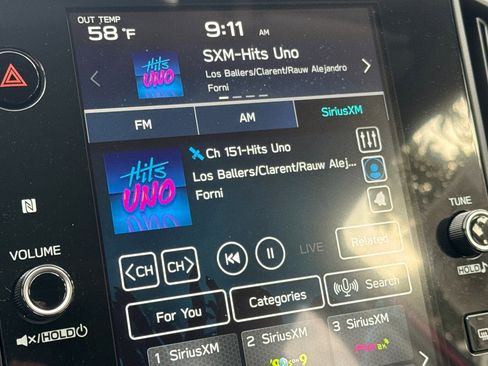 OUT TEMP
58 °F
9:11 AM
SXM-Hits Uno
Los Ballers/Clarent/Rauw Alejandro
Forni
Hits
UNO
FM
AM
SiriusXM
Ch 151-Hits Uno
Los Ballers/Clarent/Rauw Alej...
Forni
Hits
UNO
N
VOLUME
TUNE
HOLD
<CH
CH>
LIVE
Related
For You
Categories
Search
HOLD
1 SiriusXM
2 SiriusXM
3 SiriusXM